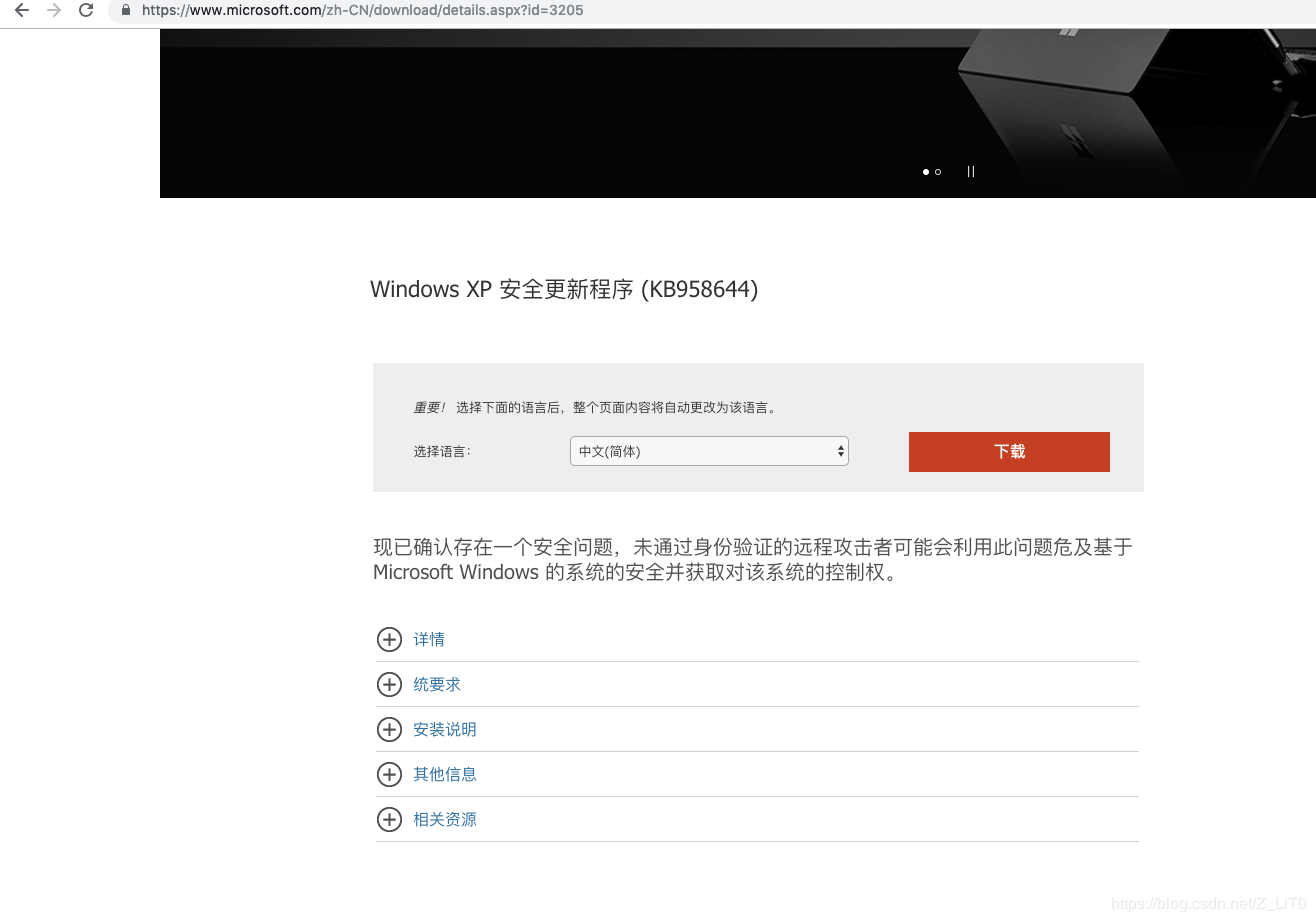 https://www.microsoft.com/zh-CN/download/details.aspx?id=3205
Windows XP 安全更新程序 (KB958644)
重要! 选择下面的语言后，整个页面内容将自动更改为该语言。
选择语言: 中文(简体) 下载
现已确认存在一个安全问题，未通过身份验证的远程攻击者可能会利用此问题危及基于
Microsoft Windows 的系统的安全并获取对该系统的控制权。
详情
统要求
安装说明
其他信息
相关资源
https://blog.csdn.net/Z_LiT0